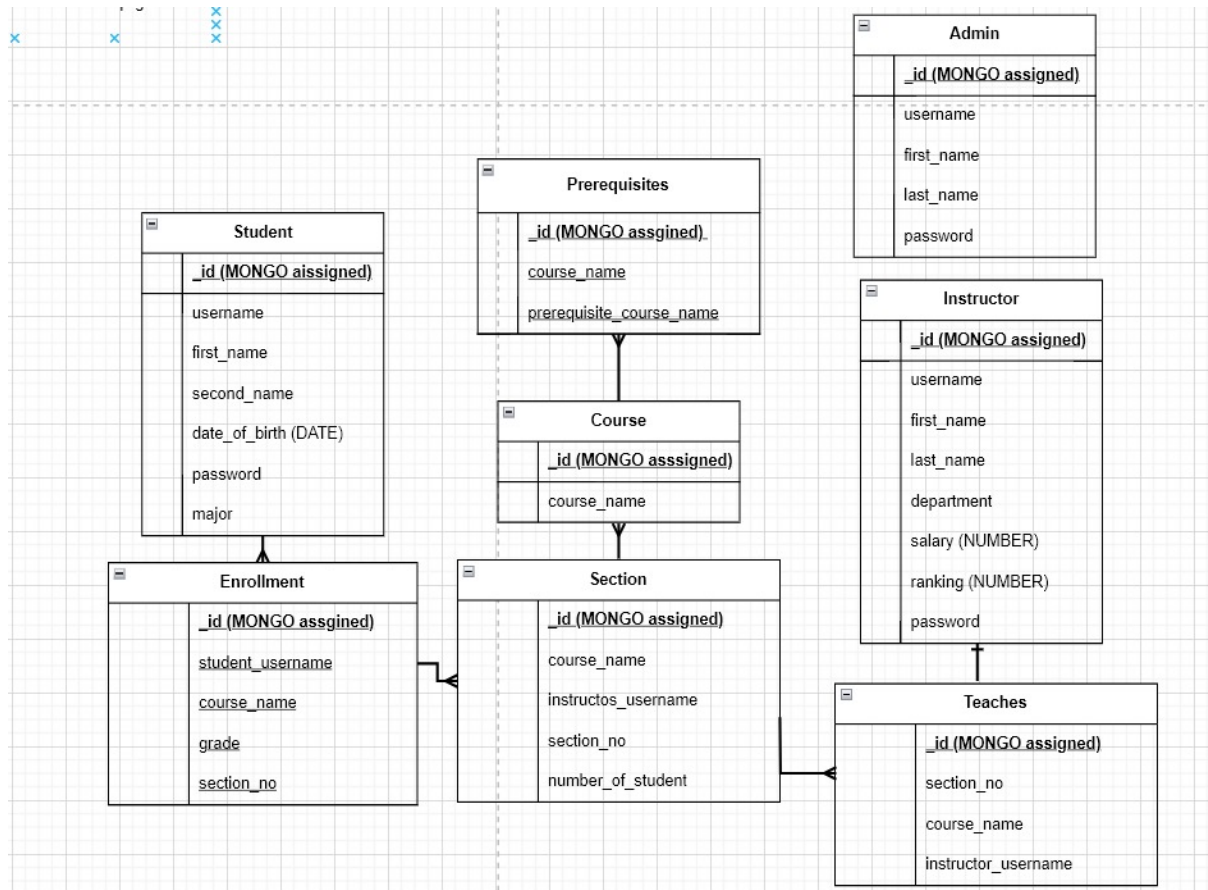 Admin
_id (MONGO assigned)
username
first_name
last_name
password
Prerequisites
_id (MONGO assgined)
course_name
prerequisite_course_name
Student
_id (MONGO aissigned)
username
first_name
second_name
date_of_birth (DATE)
password
major
Instructor
_id (MONGO assigned)
username
first_name
last_name
department
salary (NUMBER)
ranking (NUMBER)
password
Course
_id (MONGO asssigned)
course_name
Enrollment
_id (MONGO assgined)
student_username
course_name
grade
section_no
Section
_id (MONGO assigned)
course_name
instructos_username
section_no
number_of_student
Teaches
_id (MONGO assigned)
section_no
course_name
instructor_username